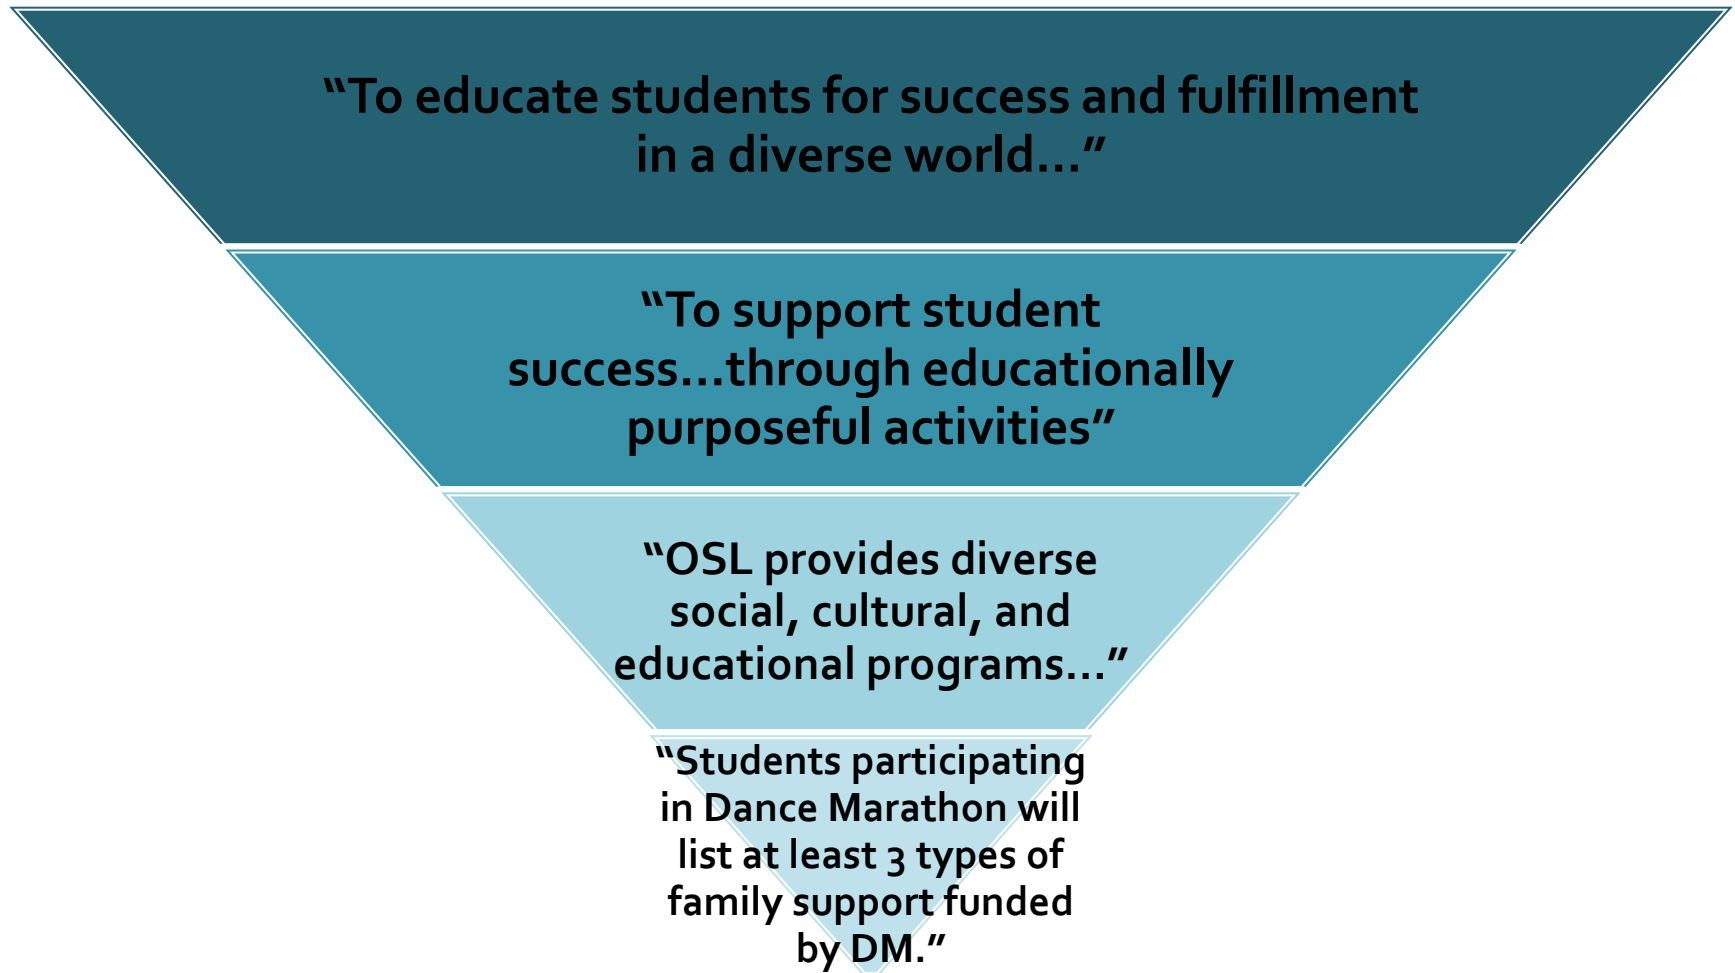 “To educate students for success and fulfillment
in a diverse world…”
“To support student
success…through educationally
purposeful activities”
“OSL provides diverse
social, cultural, and
educational programs…”
“Students participating
in Dance Marathon will
list at least 3 types of
family support funded
by DM.”